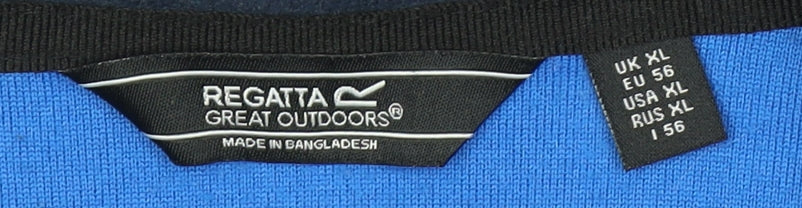 REGATTA
GREAT OUTDOORS®
MADE IN BANGLADESH
UK XL
EU 56
USA XL
RUS XL
I 56